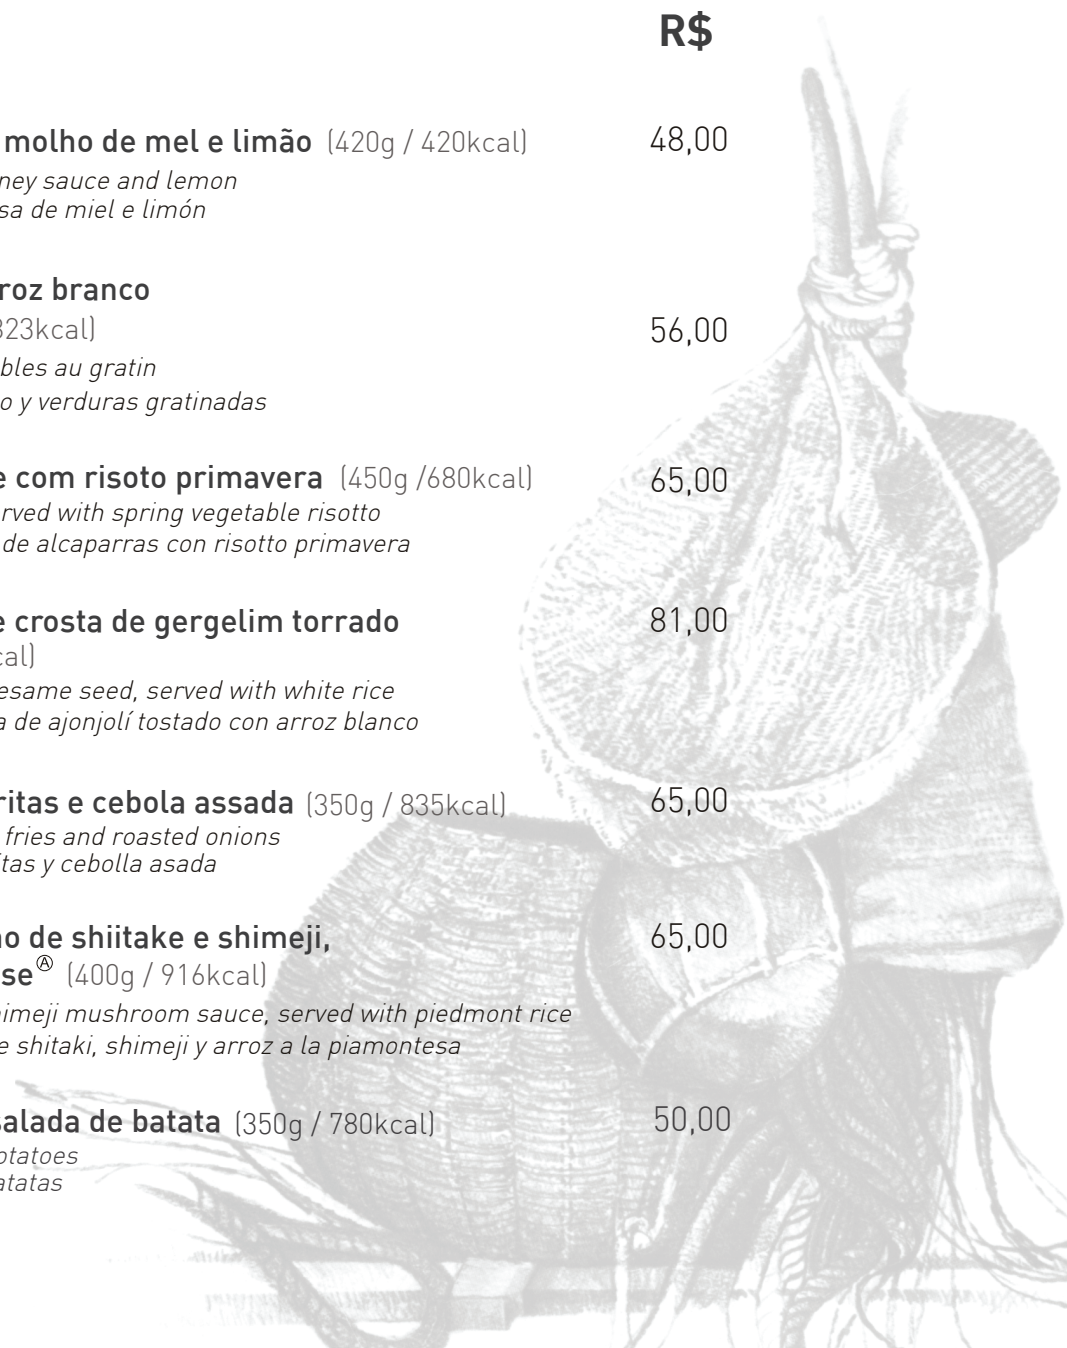 R$
molho de mel e limão (420g / 420kcal) 48,00
ney sauce and lemon
sa de miel e limón
roz branco
323kcal) 56,00
bles au gratin
o y verduras gratinadas
e com risoto primavera (450g /680kcal) 65,00
rved with spring vegetable risotto
de alcaparras con risotto primavera
e crosta de gergelim torrado 81,00
cal)
esame seed, served with white rice
a de ajonjolí tostado con arroz blanco
ritas e cebola assada (350g / 835kcal) 65,00
fries and roasted onions
itas y cebolla asada
ho de shiitake e shimeji, 65,00
seⒶ (400g / 916kcal)
himeji mushroom sauce, served with piedmont rice
e shitaki, shimeji y arroz a la piamontesa
salada de batata (350g / 780kcal) 50,00
otatoes
atatas